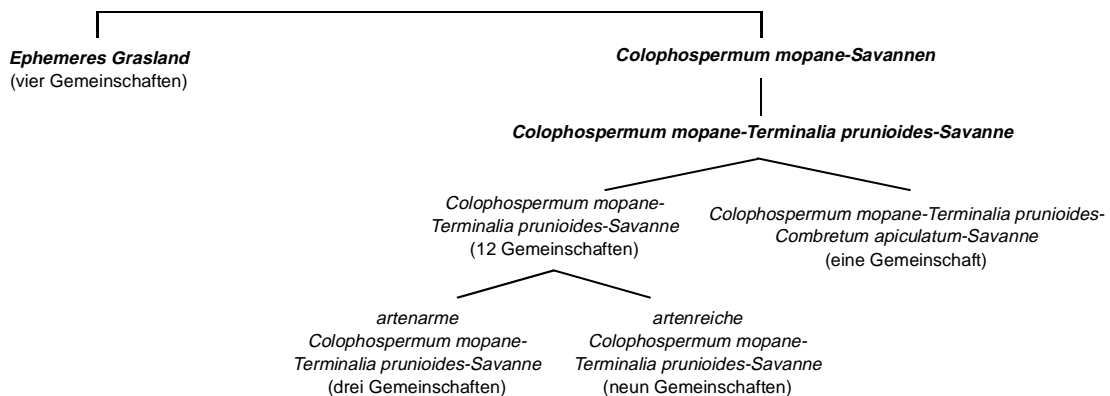 Ephemeres Grasland
(vier Gemeinschaften)
Colophospermum mopane-Savannen
Colophospermum mopane-Terminalia prunioides-Savanne
Colophospermum mopane-
Terminalia prunioides-Savanne
(12 Gemeinschaften)
Colophospermum mopane-Terminalia prunioides-
Combretum apiculatum-Savanne
(eine Gemeinschaft)
artenarme
Colophospermum mopane-
Terminalia prunioides-Savanne
(drei Gemeinschaften)
artenreiche
Colophospermum mopane-
Terminalia prunioides-Savanne
(neun Gemeinschaften)